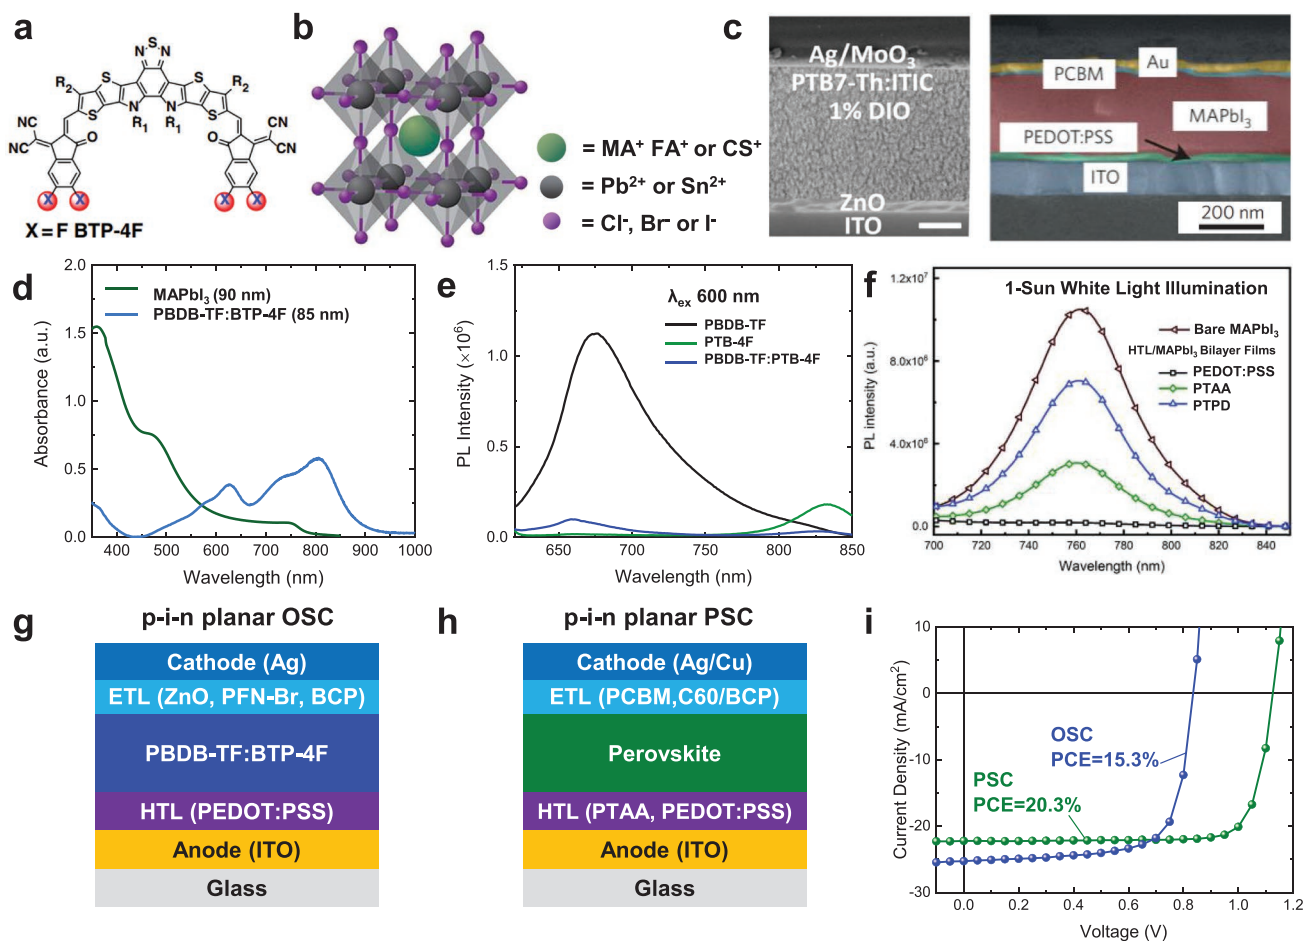 a
N
S
N
R2
S
S
R2
S
N
N
S
R1
R1
CN
CN
O
O
CN
CN
X
X
X
X
X=F BTP-4F
b
= MA+ FA+ or CS+
= Pb2+ or Sn2+
= Cl-, Br- or I-
c
Ag/MoO3
PTB7-Th:ITIC
1% DIO
ZnO
ITO
Au
PCBM
MAPbI3
PEDOT:PSS
ITO
200 nm
d
2.0
1.5
1.0
0.5
0.0
Absorbance (a.u.)
MAPbI3 (90 nm)
PBDB-TF:BTP-4F (85 nm)
400 500 600 700 800 900 1000
Wavelength (nm)
e
1.5
1.0
0.5
0.0
PL Intensity (×10^6)
λex 600 nm
PBDB-TF
PTB-4F
PBDB-TF:PTB-4F
650 700 750 800 850
Wavelength (nm)
f
1.2x10^7
8.0x10^6
4.0x10^6
0.0
PL intensity (a.u.)
1-Sun White Light Illumination
Bare MAPbI3
HTL/MAPbI3 Bilayer Films
PEDOT:PSS
PTAA
PTPD
700 720 740 760 780 800 820 840
Wavelength (nm)
g
p-i-n planar OSC
Cathode (Ag)
ETL (ZnO, PFN-Br, BCP)
PBDB-TF:BTP-4F
HTL (PEDOT:PSS)
Anode (ITO)
Glass
h
p-i-n planar PSC
Cathode (Ag/Cu)
ETL (PCBM,C60/BCP)
Perovskite
HTL (PTAA, PEDOT:PSS)
Anode (ITO)
Glass
i
10
0
-10
-20
-30
Current Density (mA/cm2)
OSC
PCE=15.3%
PSC
PCE=20.3%
0.0 0.2 0.4 0.6 0.8 1.0 1.2
Voltage (V)